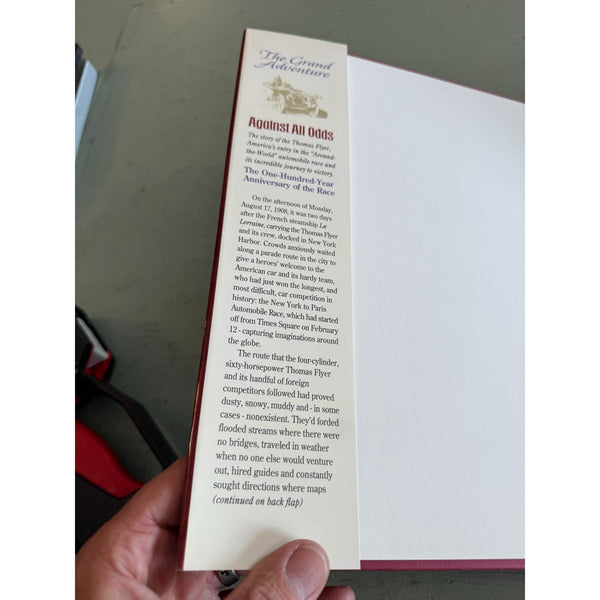 The Grand
Adventure
Against All Odds
The story of the Thomas Flyer,
America's entry in the "Around-
the-World" automobile race and
its incredible journey to victory.
The One-Hundred-Year
Anniversary of the Race
On the afternoon of Monday,
August 17, 1908, it was two days
after the French steamship La
Lorraine, carrying the Thomas Flyer
and its crew, docked in New York
Harbor. Crowds anxiously waited
along a parade route in the city to
give a heroes' welcome to the
American car and its hardy team,
who had just won the longest, and
most difficult, car competition in
history: the New York to Paris
Automobile Race, which had started
off from Times Square on February
12 - capturing imaginations around
the globe.
The route that the four-cylinder,
sixty-horsepower Thomas Flyer
and its handful of foreign
competitors followed had proved
dusty, snowy, muddy and - in some
cases - nonexistent. They'd forded
flooded streams where there were
no bridges, traveled in weather
when no one else would venture
out, hired guides and constantly
sought directions where maps
(continued on back flap)